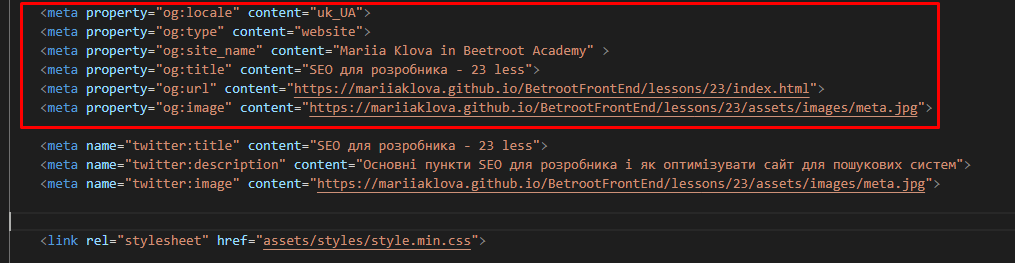 <meta property="og:locale" content="uk_UA">
<meta property="og:type" content="website">
<meta property="og:site_name" content="Mariia Klova in Beetroot Academy" >
<meta property="og:title" content="SEO для розробника - 23 less">
<meta property="og:url" content="https://mariiaklova.github.io/BetrootFrontEnd/lessons/23/index.html">
<meta property="og:image" content="https://mariiaklova.github.io/BetrootFrontEnd/lessons/23/assets/images/meta.jpg">
<meta name="twitter:title" content="SEO для розробника - 23 less">
<meta name="twitter:description" content="Основні пункти SEO для розробника і як оптимізувати сайт для пошукових систем">
<meta name="twitter:image" content="https://mariiaklova.github.io/BetrootFrontEnd/lessons/23/assets/images/meta.jpg">
<link rel="stylesheet" href="assets/styles/style.min.css">